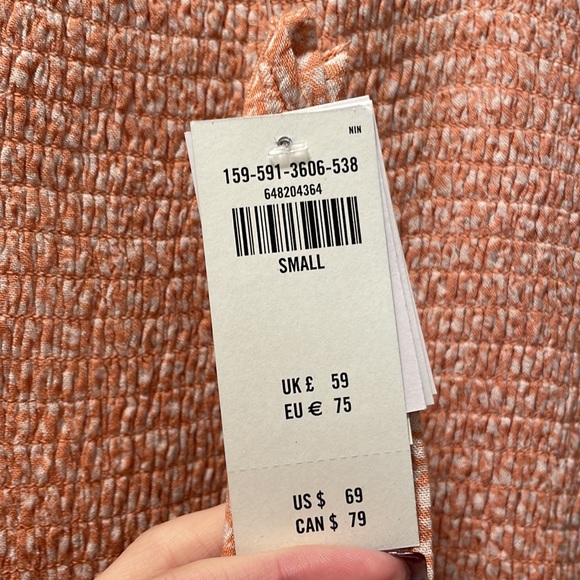 NIN
159-591-3606-538
648204364
SMALL
UK £ 59
EU € 75
US $ 69
CAN $ 79